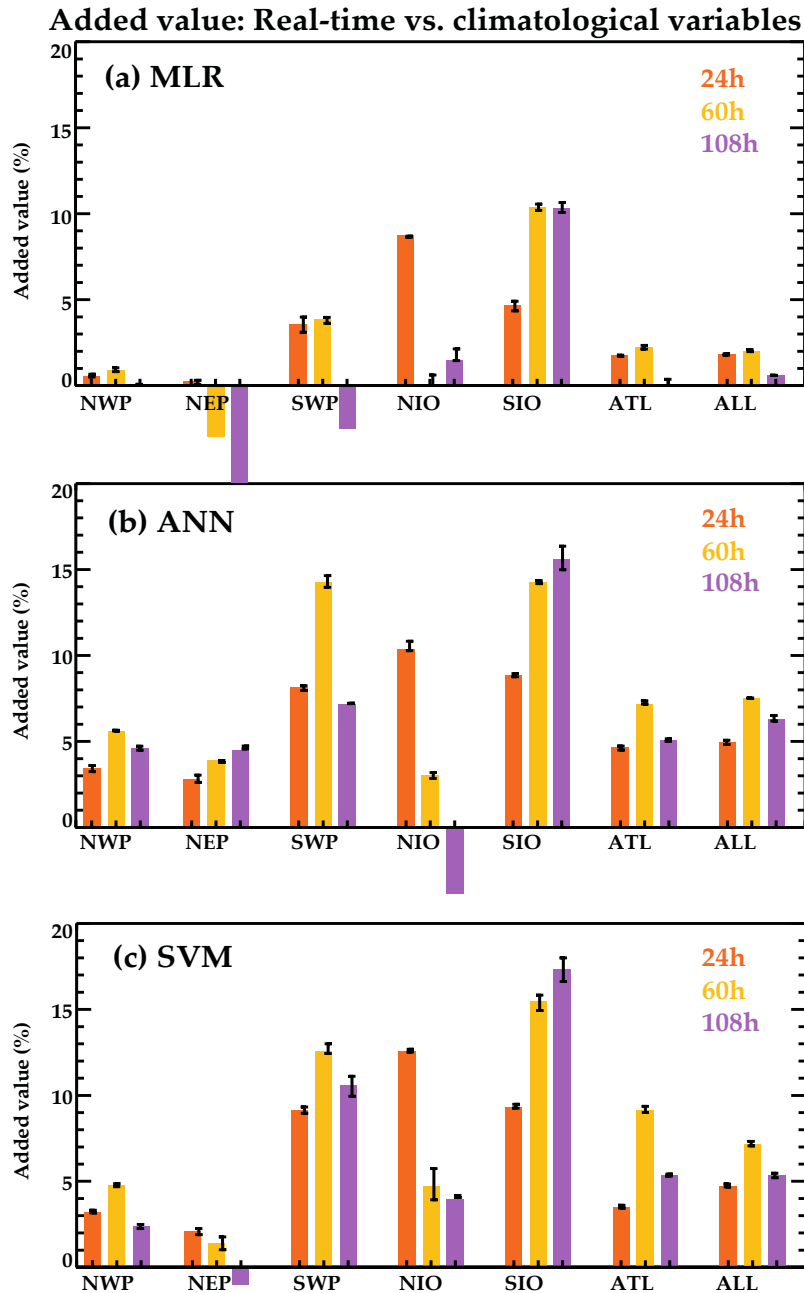 Added value: Real-time vs. climatological variables
20
(a) MLR
24h
60h
108h
15
10
5
0
Added value (%)
NWP NEP SWP NIO SIO ATL ALL
20
(b) ANN
24h
60h
108h
15
10
5
0
Added value (%)
NWP NEP SWP NIO SIO ATL ALL
20
(c) SVM
24h
60h
108h
15
10
5
0
Added value (%)
NWP NEP SWP NIO SIO ATL ALL